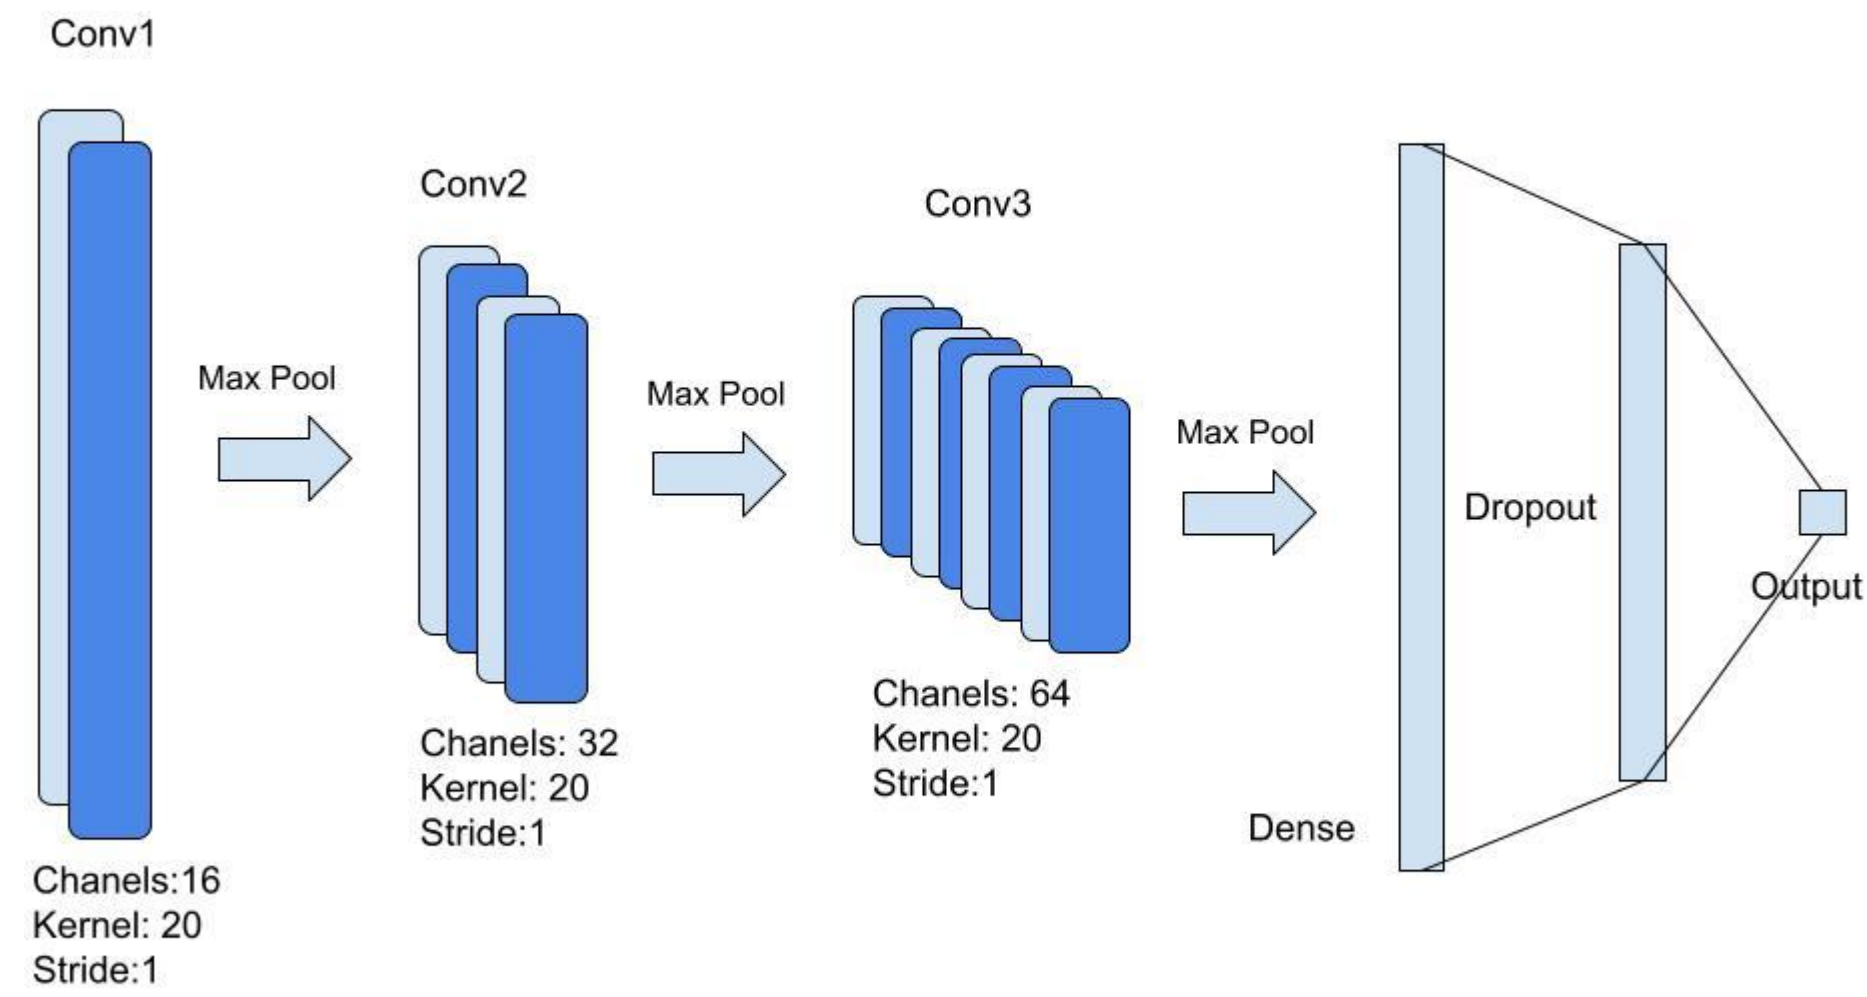 Conv1
Chanels:16
Kernel: 20
Stride:1
Max Pool
Conv2
Chanels: 32
Kernel: 20
Stride:1
Max Pool
Conv3
Chanels: 64
Kernel: 20
Stride:1
Max Pool
Dense
Dropout
Output